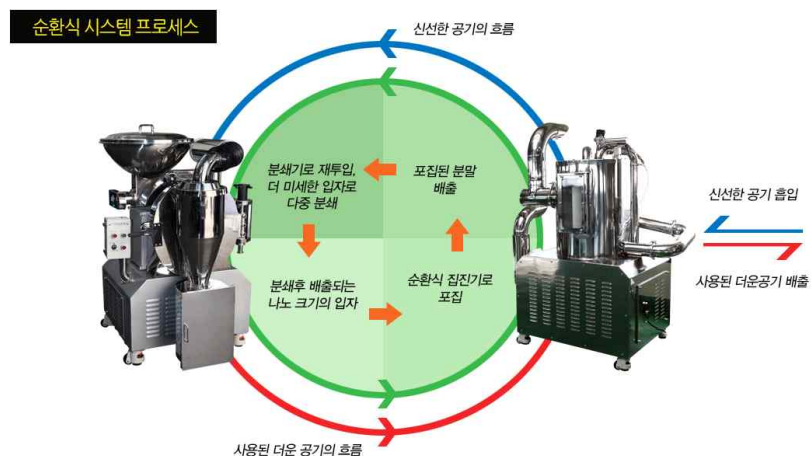 순환식 시스템 프로세스
신선한 공기의 흐름
분쇄기로 재투입,
더 미세한 입자로
다중 분쇄
포집된 분말
배출
신선한 공기 흡입
사용된 더운공기 배출
분쇄후 배출되는
나노 크기의 입자
순환식 집진기로
포집
사용된 더운 공기의 흐름